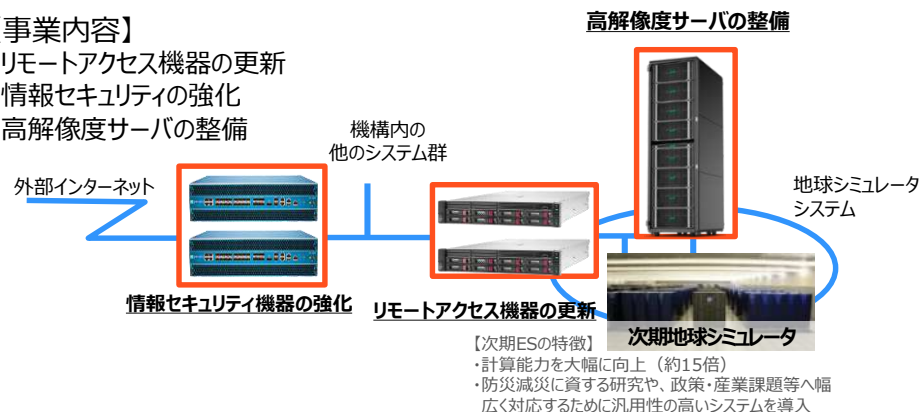 事業内容】
リモートアクセス機器の更新
情報セキュリティの強化
高解像度サーバの整備
高解像度サーバの整備
機構内の
他のシステム群
外部インターネット
地球シミュレータ
システム
情報セキュリティ機器の強化
リモートアクセス機器の更新
次期地球シミュレータ
【次期ESの特徴】
・計算能力を大幅に向上（約15倍）
・防災減災に資する研究や、政策・産業課題等へ幅
広く対応するために汎用性の高いシステムを導入